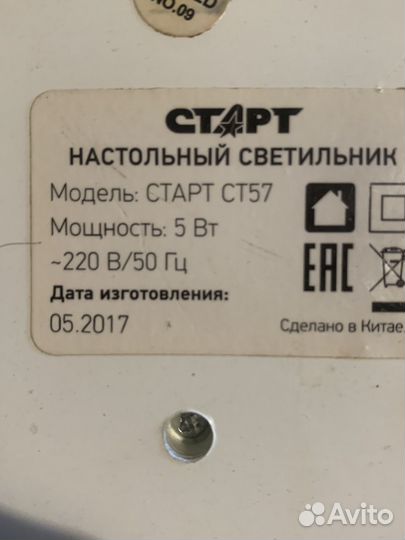 NO.09
СТАРТ
НАСТОЛЬНЫЙ СВЕТИЛЬНИК
Модель: СТАРТ СТ57
Мощность: 5 Вт
~220 В/50 Гц
Дата изготовления:
05.2017
EAC
Сделано в Китае.
Avito